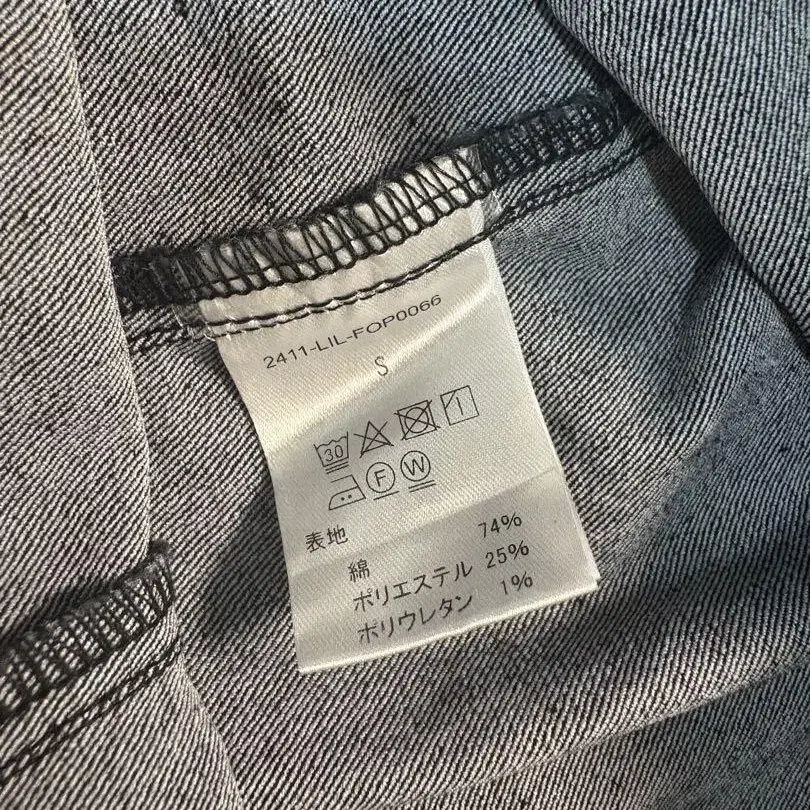 2411-LIL-FOP0066
S
30
F W
表地
綿 74%
ポリエステル 25%
ポリウレタン 1%